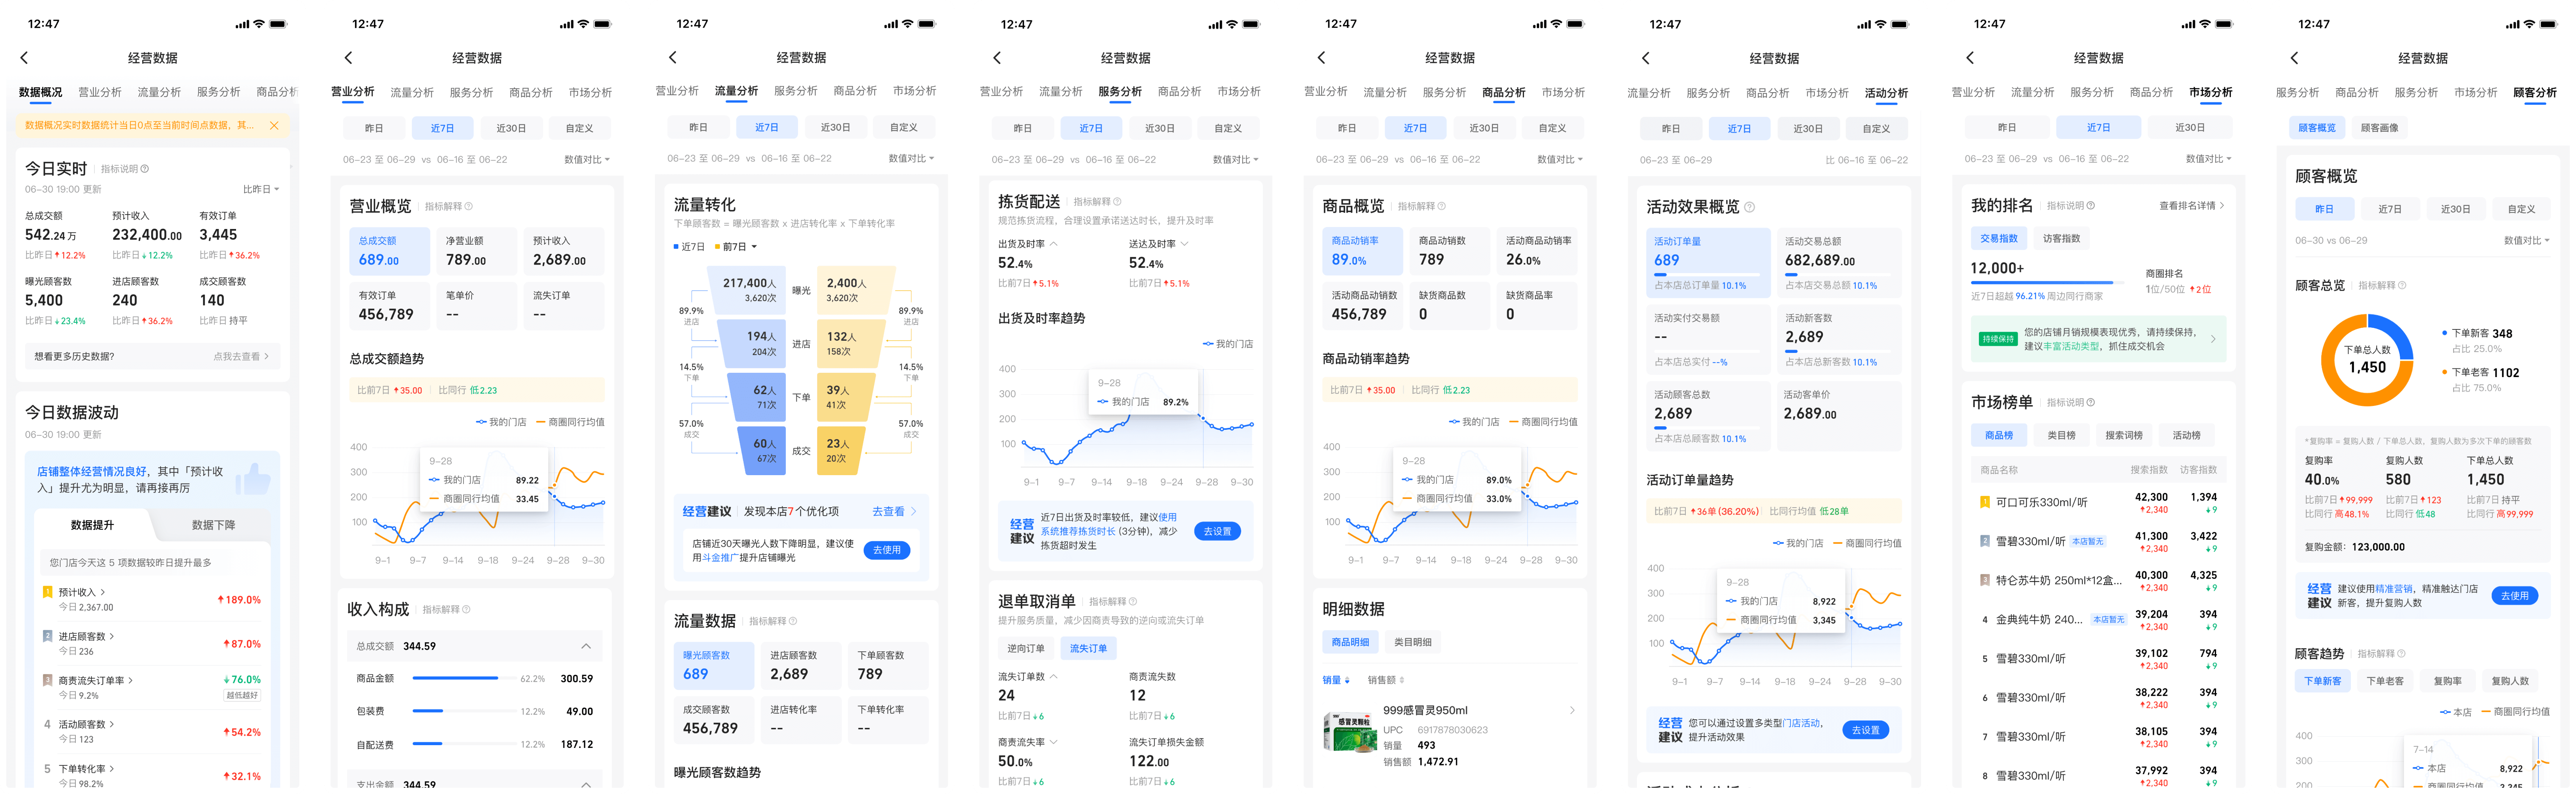 12:47
经营数据
数据概况 营业分析 流量分析 服务分析 商品分析
数据概况实时数据统计当日0点至当前时间点数据，其...
今日实时 指标说明
06-30 19:00 更新 比昨日
总成交额 预计收入 有效订单
542.24 万 232,400.00 3,445
比昨日 12.2% 比昨日 12.2% 比昨日 36.2%
曝光顾客数 进店顾客数 成交顾客数
5,400 240 140
比昨日 23.4% 比昨日 36.2% 比昨日 持平
想看更多历史数据? 点我去查看
今日数据波动
06-30 19:00 更新
店铺整体经营情况良好，其中「预计收
入」提升尤为明显，请再接再厉
数据提升 数据下降
您门店今天这 5 项数据较昨日提升最多
1 预计收入
今日 2,367.00
189.0%
2 进店顾客数
今日 236
87.0%
3 商责流失订单率
今日 9.2%
76.0%
越低越好
4 活动顾客数
今日 123
54.2%
5 下单转化率
今日 98.2%
32.1%
12:47
经营数据
营业分析 流量分析 服务分析 商品分析 市场分析
昨日 近7日 近30日 自定义
06-23 至 06-29 vs 06-16 至 06-22 数值对比
营业概览 指标解释
总成交额 净营业额 预计收入
689.00 789.00 2,689.00
有效订单 笔单价 流失订单
456,789 -- --
总成交额趋势
比前7日 35.00 比同行 低2.23
我的门店 商圈同行均值
400
300
200
100
9-28
我的门店 89.22
商圈同行均值 33.45
9-1 9-7 9-14 9-18 9-24 9-28 9-30
收入构成 指标解释
总成交额 344.59
商品金额 62.2% 300.59
包装费 12.2% 49.00
自配送费 12.2% 187.12
支出金额 344.59
12:47
经营数据
营业分析 流量分析 服务分析 商品分析 市场分析
昨日 近7日 近30日 自定义
06-23 至 06-29 vs 06-16 至 06-22 数值对比
流量转化
下单顾客数 = 曝光顾客数 x 进店转化率 x 下单转化率
近7日 前7日
217,400人 曝光 2,400人
3,620次 3,620次
89.9% 89.9%
进店 进店
194人 进店 132人
204次 158次
14.5% 14.5%
下单 下单
62人 下单 39人
71次 41次
57.0% 57.0%
成交 成交
60人 成交 23人
67次 20次
经营建议 发现本店7个优化项 去查看
店铺近30天曝光人数下降明显，建议使
用斗金推广提升店铺曝光
去使用
流量数据 指标解释
曝光顾客数 进店顾客数 下单顾客数
689 2,689 789
成交顾客数 进店转化率 下单转化率
456,789 -- --
曝光顾客数趋势
12:47
经营数据
营业分析 流量分析 服务分析 商品分析 市场分析
昨日 近7日 近30日 自定义
06-23 至 06-29 vs 06-16 至 06-22 数值对比
拣货配送 指标解释
规范拣货流程，合理设置承诺送达时长，提升及时率
出货及时率 送达及时率
52.4% 52.4%
比前7日 5.1% 比前7日 5.1%
出货及时率趋势
我的门店
400
300
200
100
9-28
我的门店 89.2%
9-1 9-7 9-14 9-18 9-24 9-28 9-30
经营
建议
近7日出货及时率较低，建议使用
系统推荐拣货时长 (3分钟)，减少
拣货超时发生
去设置
退单取消单 指标解释
提升服务质量，减少因商责导致的逆向或流失订单
逆向订单 流失订单
流失订单数 商责流失数
24 12
比前7日 6 比前7日 6
商责流失率 流失订单损失金额
50.0% 122.00
比前7日 6 比前7日 6
12:47
经营数据
营业分析 流量分析 服务分析 商品分析 市场分析
昨日 近7日 近30日 自定义
06-23 至 06-29 vs 06-16 至 06-22 数值对比
商品概览 指标解释
商品动销率 商品动销数 活动商品动销率
89.0% 789 26.0%
活动商品动销数 缺货商品数 缺货商品率
456,789 0 0
商品动销率趋势
比前7日 35.00 比同行 低2.23
我的门店 商圈同行均值
400
300
200
100
9-28
我的门店 89.0%
商圈同行均值 33.0%
9-1 9-7 9-14 9-18 9-24 9-28 9-30
明细数据
商品明细 类目明细
销量 销售额
感冒灵颗粒
999感冒灵950ml
UPC 6917878030623
销量 493
销售额 1,472.91
12:47
经营数据
流量分析 服务分析 商品分析 市场分析 活动分析
昨日 近7日 近30日 自定义
06-23 至 06-29 比 06-16 至 06-22
活动效果概览
活动订单量 活动交易总额
689 682,689.00
占本店总订单量 10.1% 占本店交易总额 10.1%
活动实付交易额 活动新客数
-- 2,689
占本店总实付 --% 占本店总新客数 10.1%
活动顾客总数 活动客单价
2,689 2,689.00
占本店总顾客数 10.1%
活动订单量趋势
比前7日 36单 (36.20%) 比同行均值 低28单
我的门店 商圈同行均值
400
300
200
100
9-28
我的门店 8,922
商圈同行均值 3,345
9-1 9-7 9-14 9-18 9-24 9-28 9-30
经营
建议
您可以通过设置多类型门店活动，
提升活动效果
去设置
12:47
经营数据
营业分析 流量分析 服务分析 商品分析 市场分析
昨日 近7日 近30日
06-23 至 06-29 vs 06-16 至 06-22 数值对比
我的排名 指标说明 查看排名详情
交易指数 访客指数
12,000+ 商圈排名
近7日超越 96.21% 周边同行商家 1位/50位 2位
持续保持
您的店铺月销规模表现优秀，请持续保持，
建议丰富活动类型，抓住成交机会
市场榜单 指标说明
商品榜 类目榜 搜索词榜 活动榜
商品名称 搜索指数 访客指数
1 可口可乐330ml/听 42,300 1,394
2,340 9
2 雪碧330ml/听 本店暂无 41,300 3,422
2,340 9
3 特仑苏牛奶 250ml*12盒... 40,300 4,325
2,340 9
4 金典纯牛奶 240... 本店暂无 39,204 394
2,340 9
5 雪碧330ml/听 39,102 794
2,340 9
6 雪碧330ml/听 38,222 394
2,340 9
7 雪碧330ml/听 38,105 394
2,340 9
8 雪碧330ml/听 37,992 394
2,340 9
12:47
经营数据
服务分析 商品分析 服务分析 市场分析 顾客分析
顾客概览 顾客画像
顾客概览
昨日 近7日 近30日 自定义
06-30 vs 06-29 数值对比
顾客总览 指标解释
下单总人数
1,450
下单新客 348
占比 25.0%
下单老客 1102
占比 75.0%
*复购率 = 复购人数 / 下单总人数，复购人数为多次下单的顾客数
复购率 复购人数 下单总人数
40.0% 580 1,450
比前7日 99,999 比前7日 123 比前7日 持平
比同行 高48.1% 比同行 低48 比同行 高99,999
复购金额：123,000.00
经营
建议
建议使用精准营销，精准触达门店
新客，提升复购人数
去使用
顾客趋势 指标解释
下单新客 下单老客 复购率 复购人数
本店 商圈同行均值
400
300
200
7-14
本店 8,922
商圈同行均值 3,345